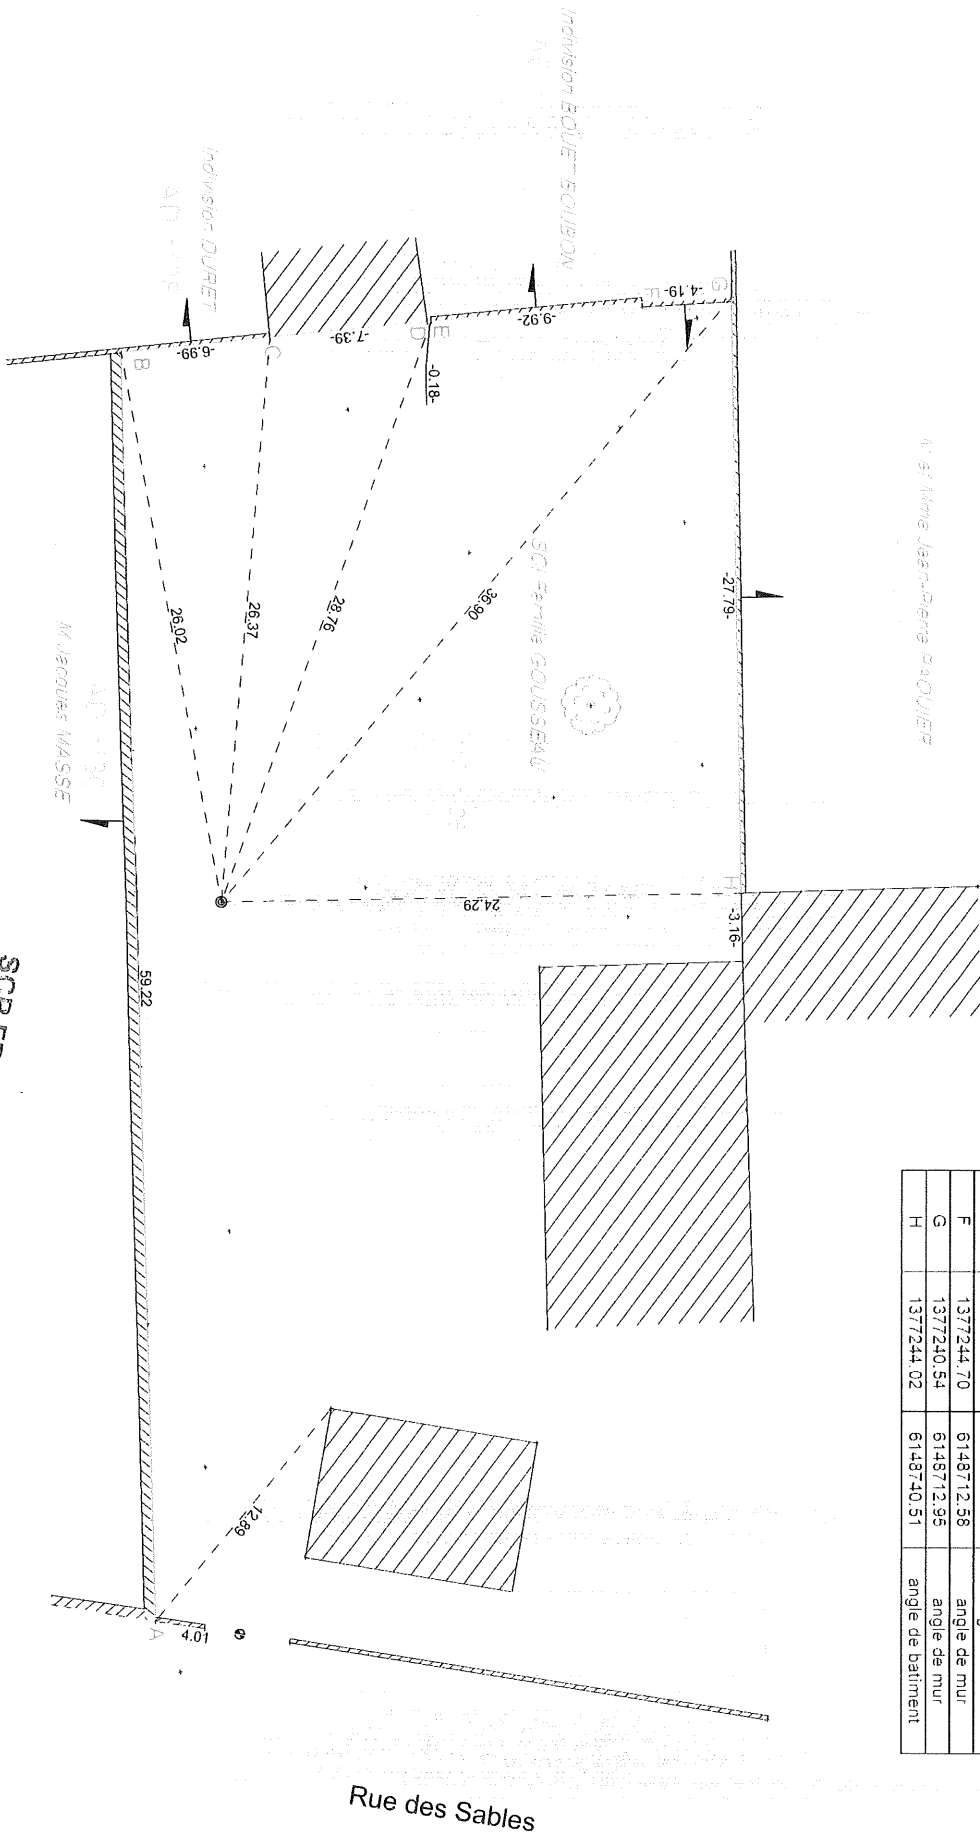 Indivision BOUET BOUBON
Indivision DURET
M et Mme Jean-Pierre PAQUIER
SCI Famille GOUSSEAU
M. Jacques MASSE
G
F
E
D
C
B
H
A
-4.19-
-9.92-
-7.39-
-6.99-
-0.18-
-27.79-
-3.16-
36.90
28.76
26.37
26.02
24.29
59.22
12.89
4.01
F 1377244.70 6148712.58 angle de mur
G 1377240.54 6148712.95 angle de mur
H 1377244.02 6148740.51 angle de batiment
Rue des Sables